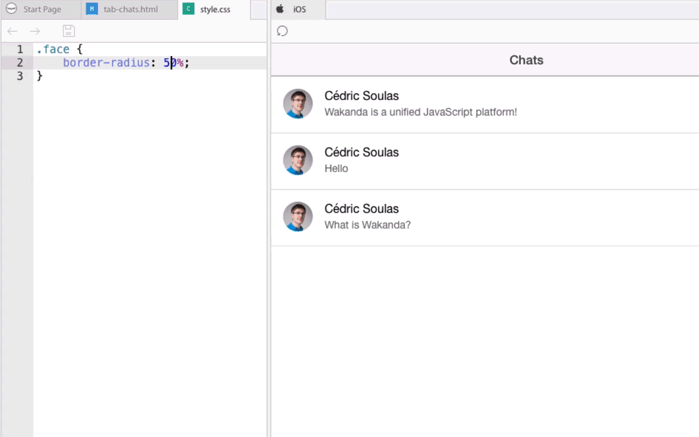 Start Page
M tab-chats.html
C style.css
iOS
1 .face {
2 border-radius: 50%;
3 }
Chats
Cédric Soulas
Wakanda is a unified JavaScript platform!
Cédric Soulas
Hello
Cédric Soulas
What is Wakanda?